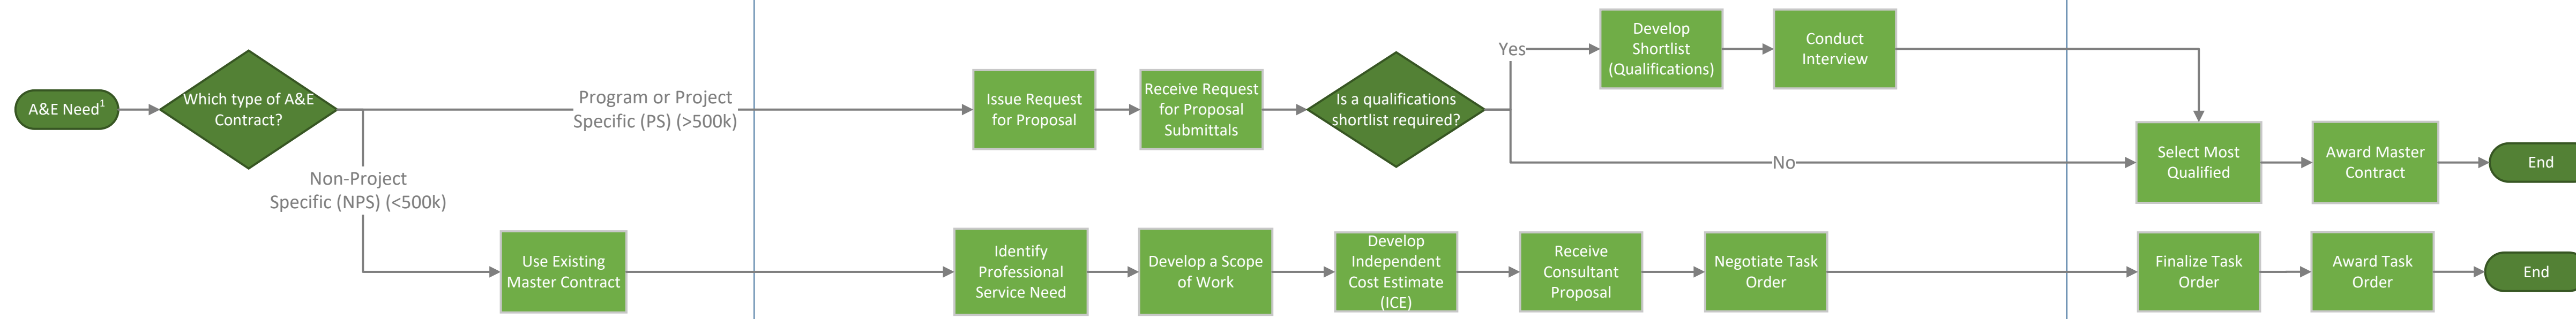 A&E Need1
Which type of A&E
Contract?
Program or Project
Specific (PS) (>500k)
Non-Project
Specific (NPS) (<500k)
Issue Request
for Proposal
Receive Request
for Proposal
Submittals
Is a qualifications
shortlist required?
Yes
Develop
Shortlist
(Qualifications)
Conduct
Interview
No
Select Most
Qualified
Award Master
Contract
End
Use Existing
Master Contract
Identify
Professional
Service Need
Develop a Scope
of Work
Develop
Independent
Cost Estimate
(ICE)
Receive
Consultant
Proposal
Negotiate Task
Order
Finalize Task
Order
Award Task
Order
End